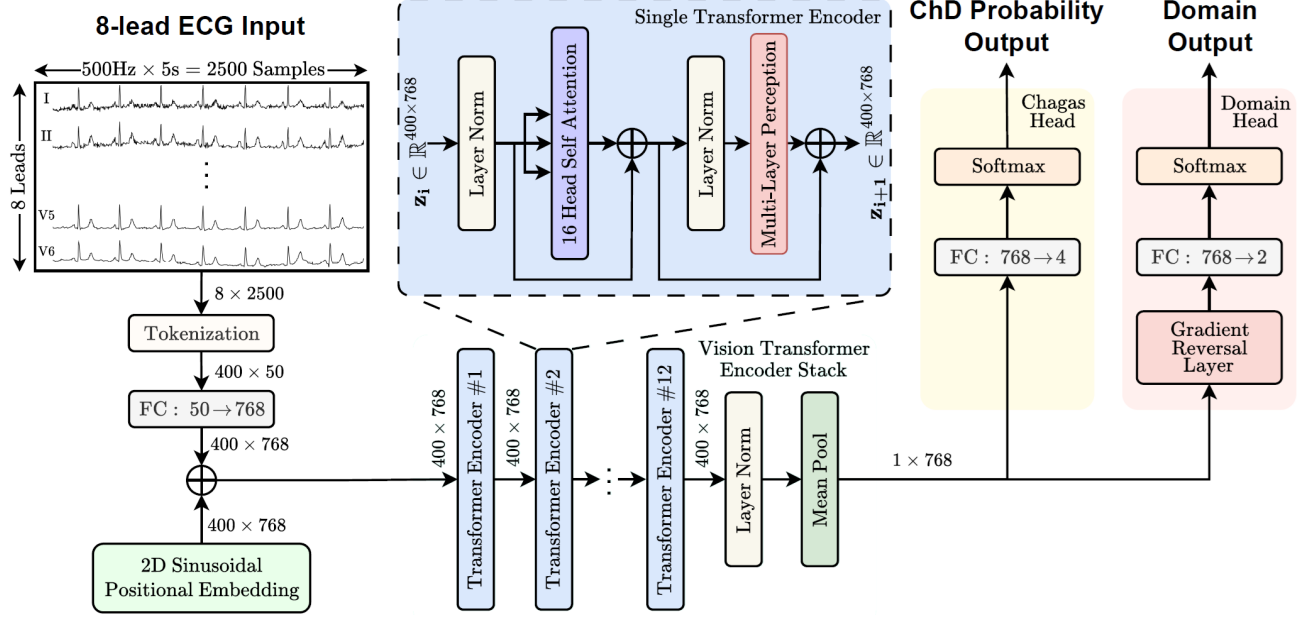 8-lead ECG Input
500Hz × 5s = 2500 Samples
8 Leads
I
II
⋮
V5
V6
8 × 2500
Tokenization
400 × 50
FC : 50→768
400 × 768
400 × 768
2D Sinusoidal
Positional Embedding
Single Transformer Encoder
z_i ∈ ℝ^{400×768}
Layer Norm
16 Head Self Attention
Layer Norm
Multi-Layer Perception
z_{i+1} ∈ ℝ^{400×768}
400 × 768
Transformer Encoder #1
400 × 768
Transformer Encoder #2
⋮
Transformer Encoder #12
400 × 768
Vision Transformer
Encoder Stack
Layer Norm
Mean Pool
1 × 768
ChD Probability
Output
Chagas
Head
Softmax
FC : 768→4
Domain
Output
Domain
Head
Softmax
FC : 768→2
Gradient
Reversal
Layer